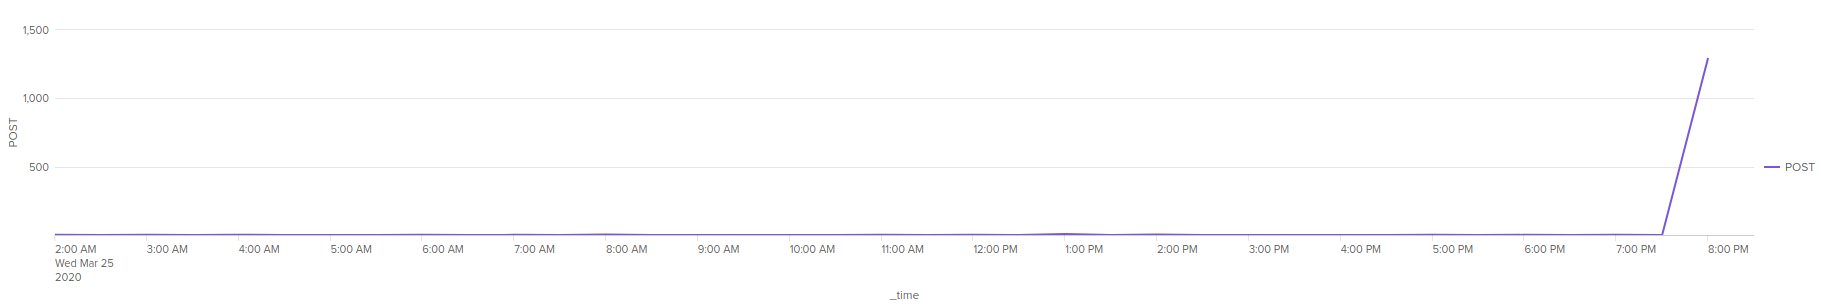 1,500
1,000
500
POST
2:00 AM
Wed Mar 25
2020
3:00 AM
4:00 AM
5:00 AM
6:00 AM
7:00 AM
8:00 AM
9:00 AM
10:00 AM
11:00 AM
12:00 PM
1:00 PM
2:00 PM
3:00 PM
4:00 PM
5:00 PM
6:00 PM
7:00 PM
8:00 PM
_time
POST